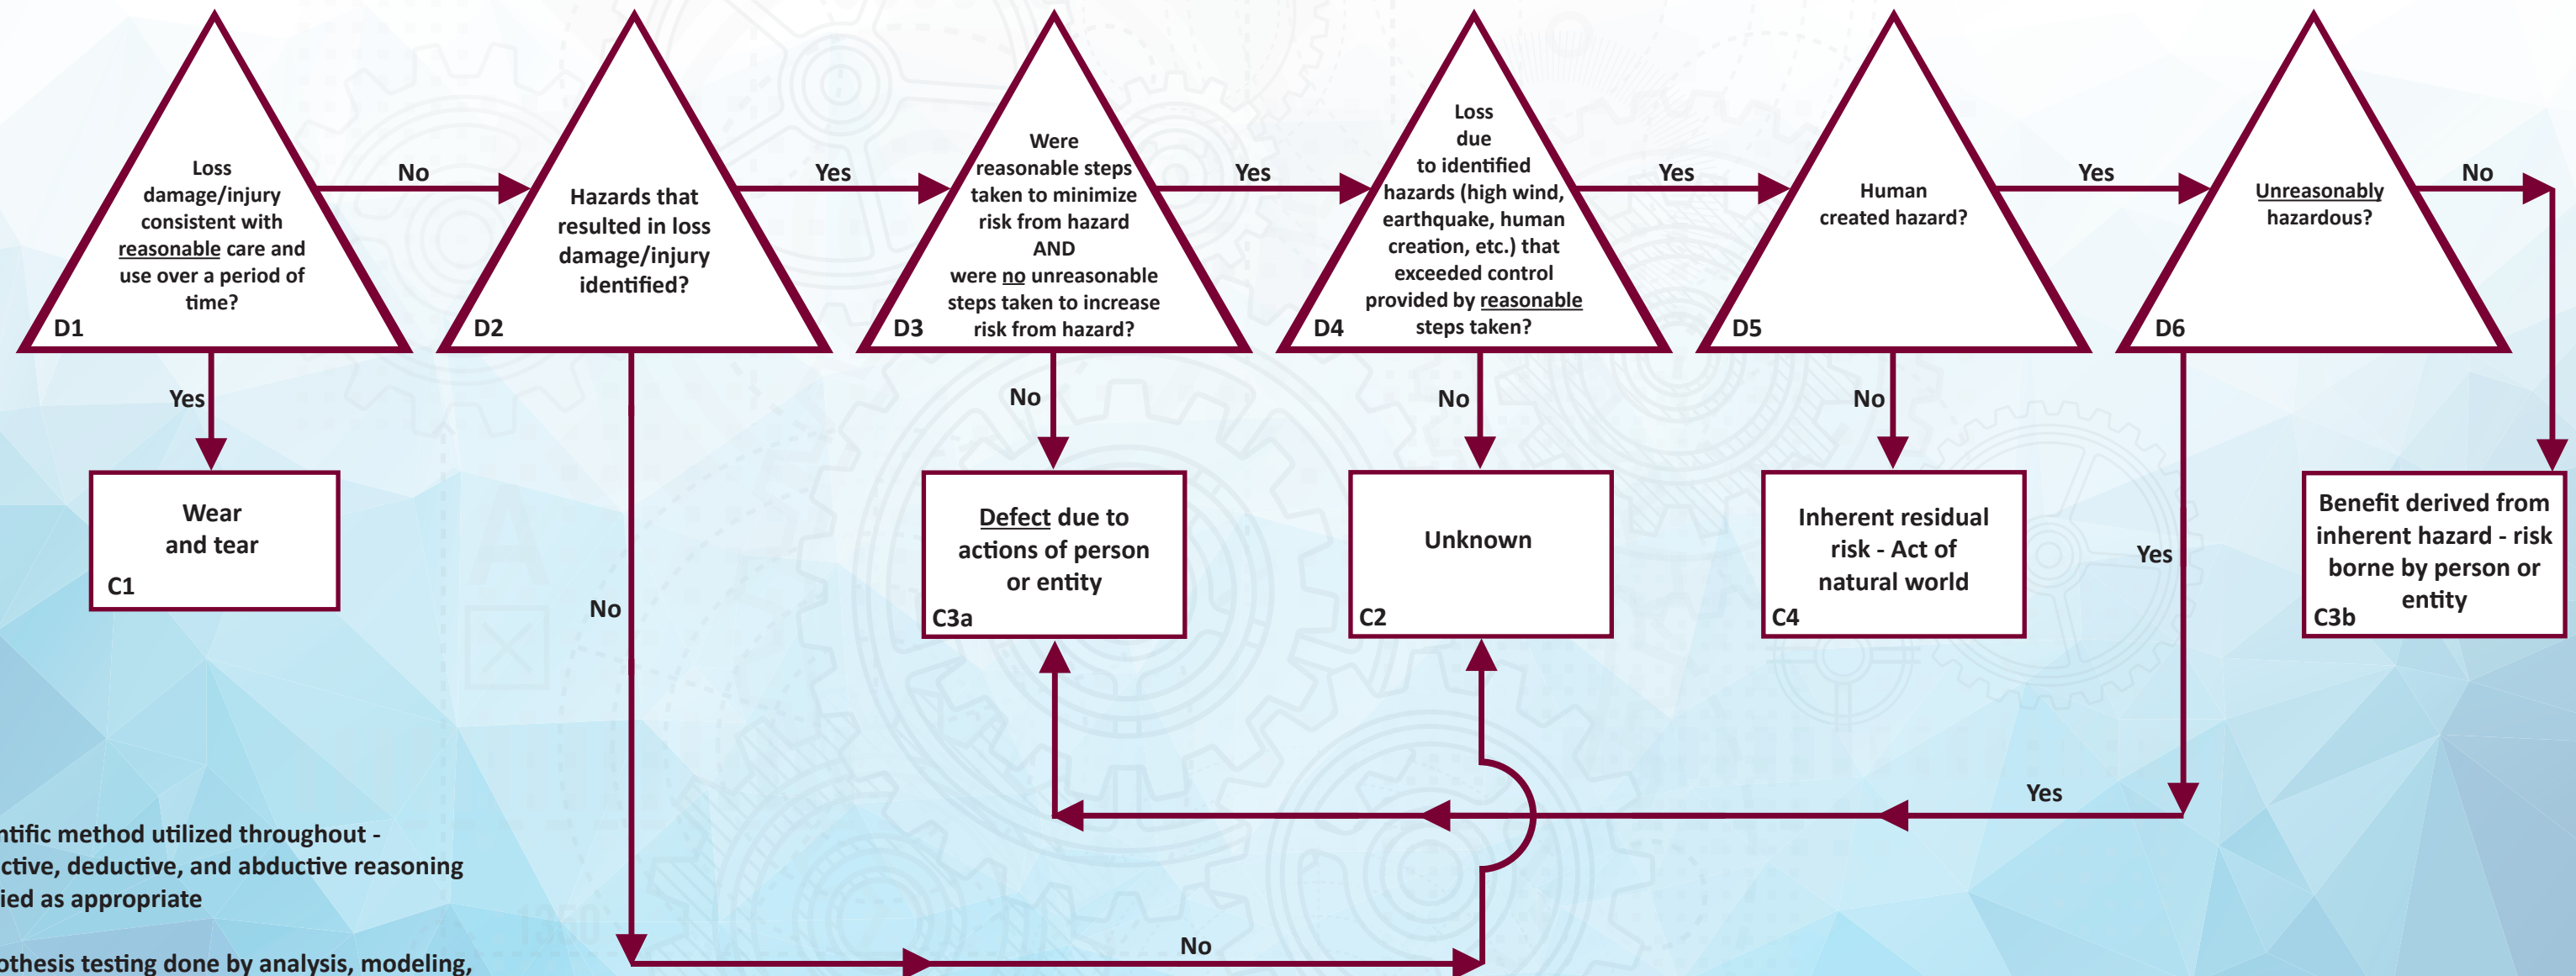 Loss
damage/injury
consistent with
reasonable care and
use over a period of
time?
D1
No
Yes
Wear
and tear
C1
Hazards that
resulted in loss
damage/injury
identified?
D2
Yes
No
Were
reasonable steps
taken to minimize
risk from hazard
AND
were no unreasonable
steps taken to increase
risk from hazard?
D3
Yes
No
Defect due to
actions of person
or entity
C3a
Loss
due
to identified
hazards (high wind,
earthquake, human
creation, etc.) that
exceeded control
provided by reasonable
steps taken?
D4
Yes
No
Unknown
C2
Human
created hazard?
D5
Yes
No
Inherent residual
risk - Act of
natural world
C4
Unreasonably
hazardous?
D6
No
Yes
Benefit derived from
inherent hazard - risk
borne by person or
entity
C3b
Yes
No
ntific method utilized throughout -
ctive, deductive, and abductive reasoning
ied as appropriate
othesis testing done by analysis, modeling,
A
1350